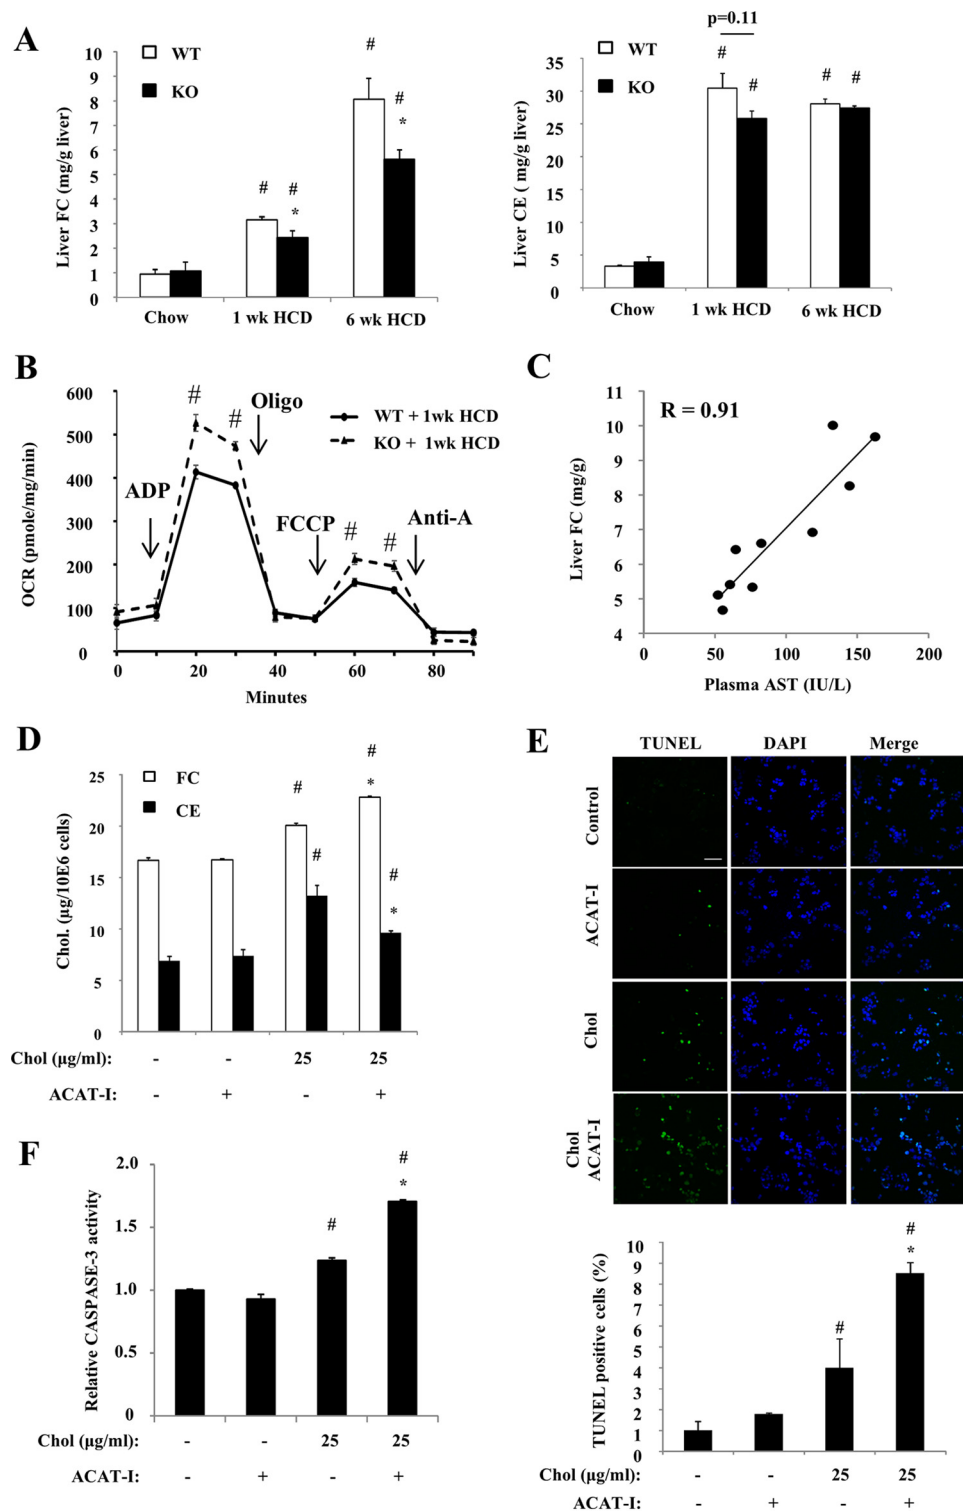 A
Liver FC (mg/g liver)
10
9
8
7
6
5
4
3
2
1
0
WT
KO
#
#
*
#
#
*
Chow
1 wk HCD
6 wk HCD
Liver CE ( mg/g liver)
35
30
25
20
15
10
5
0
WT
KO
p=0.11
#
#
#
#
Chow
1 wk HCD
6 wk HCD
B
OCR (pmole/mg/min)
600
500
400
300
200
100
0
ADP
#
#
Oligo
FCCP
#
#
Anti-A
WT + 1wk HCD
KO + 1wk HCD
0
20
40
60
80
Minutes
C
Liver FC (mg/g)
11
10
9
8
7
6
5
4
R = 0.91
0
50
100
150
200
Plasma AST (IU/L)
D
Chol. (µg/10E6 cells)
25
20
15
10
5
0
FC
CE
#
#
#
*
#
*
Chol (µg/ml): - - 25 25
ACAT-I: - + - +
E
TUNEL DAPI Merge
Control
ACAT-I
Chol
Chol
ACAT-I
TUNEL positive cells (%)
10
9
8
7
6
5
4
3
2
1
0
#
#
*
Chol (µg/ml): - - 25 25
ACAT-I: - + - +
F
Relative CASPASE-3 activity
2.0
1.5
1.0
0.5
0
#
#
*
Chol (µg/ml): - - 25 25
ACAT-I: - + - +